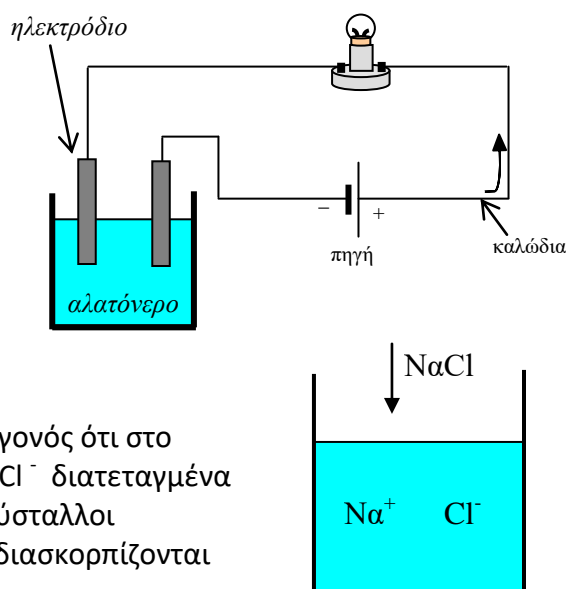 ηλεκτρόδιο
− +
πηγή
καλώδια
αλατόνερο
NαCl
γονός ότι στο
Cl⁻ διατεταγμένα
ύσταλλοι
διασκορπίζονται
Nα⁺ Cl⁻